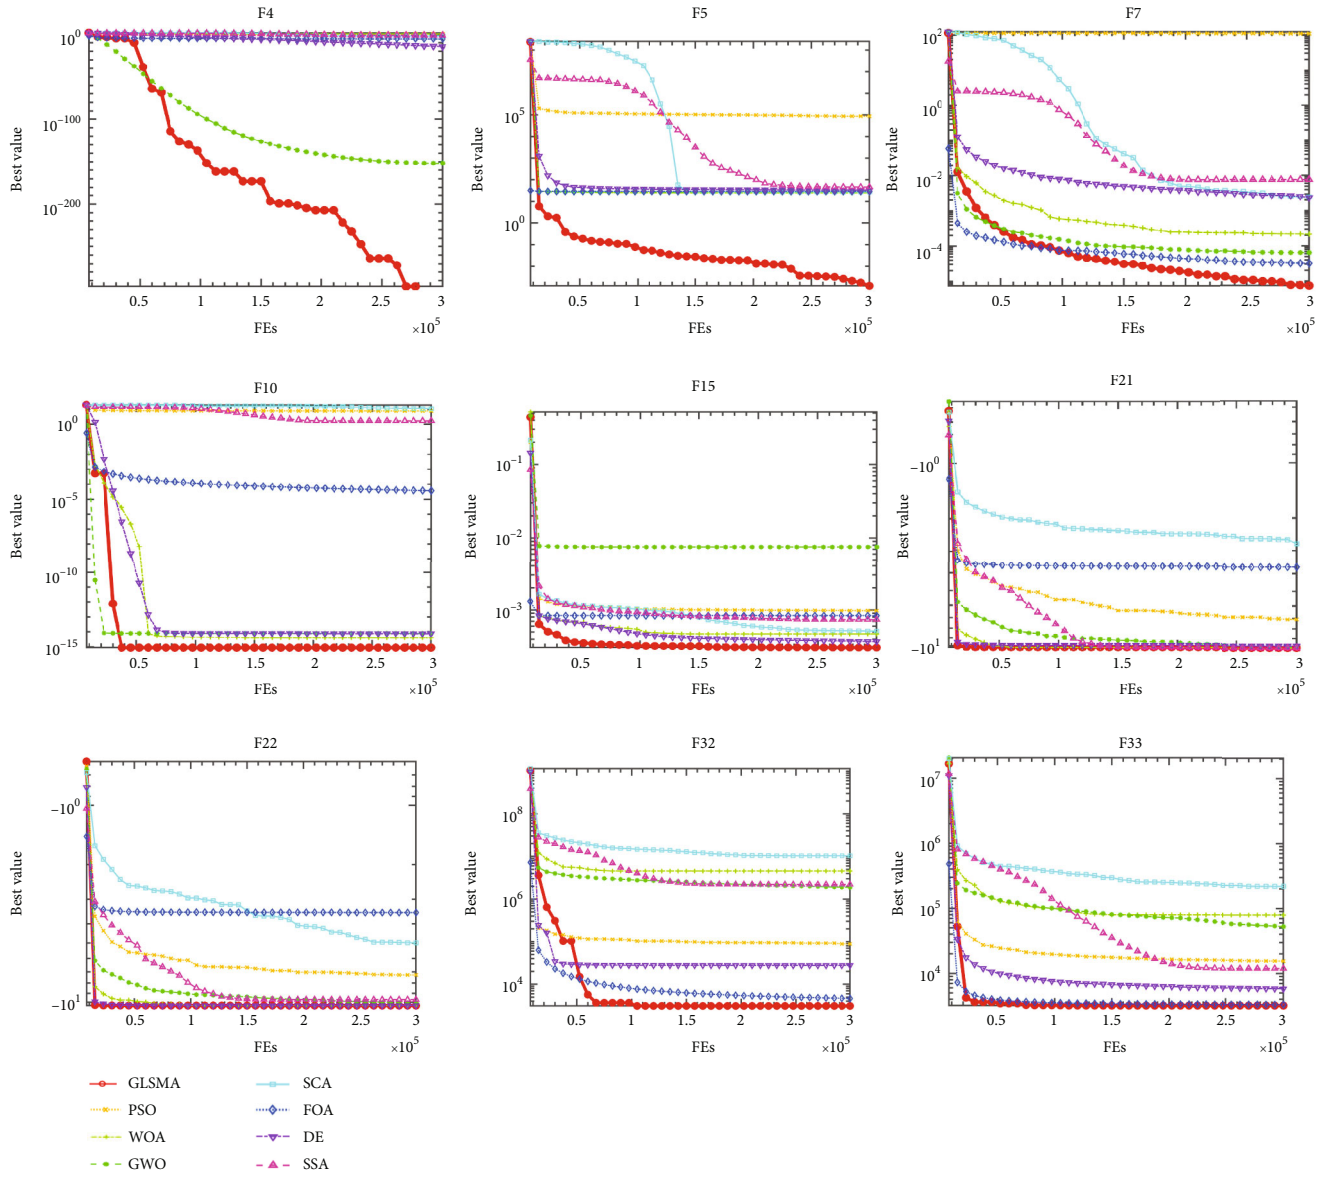 F4
Best value
10^0
10^-100
10^-200
0.5 1 1.5 2 2.5 3
FEs ×10^5
F5
Best value
10^5
10^0
0.5 1 1.5 2 2.5 3
FEs ×10^5
F7
Best value
10^2
10^0
10^-2
10^-4
0.5 1 1.5 2 2.5 3
FEs ×10^5
F10
Best value
10^0
10^-5
10^-10
10^-15
0.5 1 1.5 2 2.5 3
FEs ×10^5
F15
Best value
10^-1
10^-2
10^-3
0.5 1 1.5 2 2.5 3
FEs ×10^5
F21
Best value
-10^0
-10^1
0.5 1 1.5 2 2.5 3
FEs ×10^5
F22
Best value
-10^0
-10^1
0.5 1 1.5 2 2.5 3
FEs ×10^5
F32
Best value
10^8
10^6
10^4
0.5 1 1.5 2 2.5 3
FEs ×10^5
F33
Best value
10^7
10^6
10^5
10^4
0.5 1 1.5 2 2.5 3
FEs ×10^5
GLSMA
PSO
WOA
GWO
SCA
FOA
DE
SSA